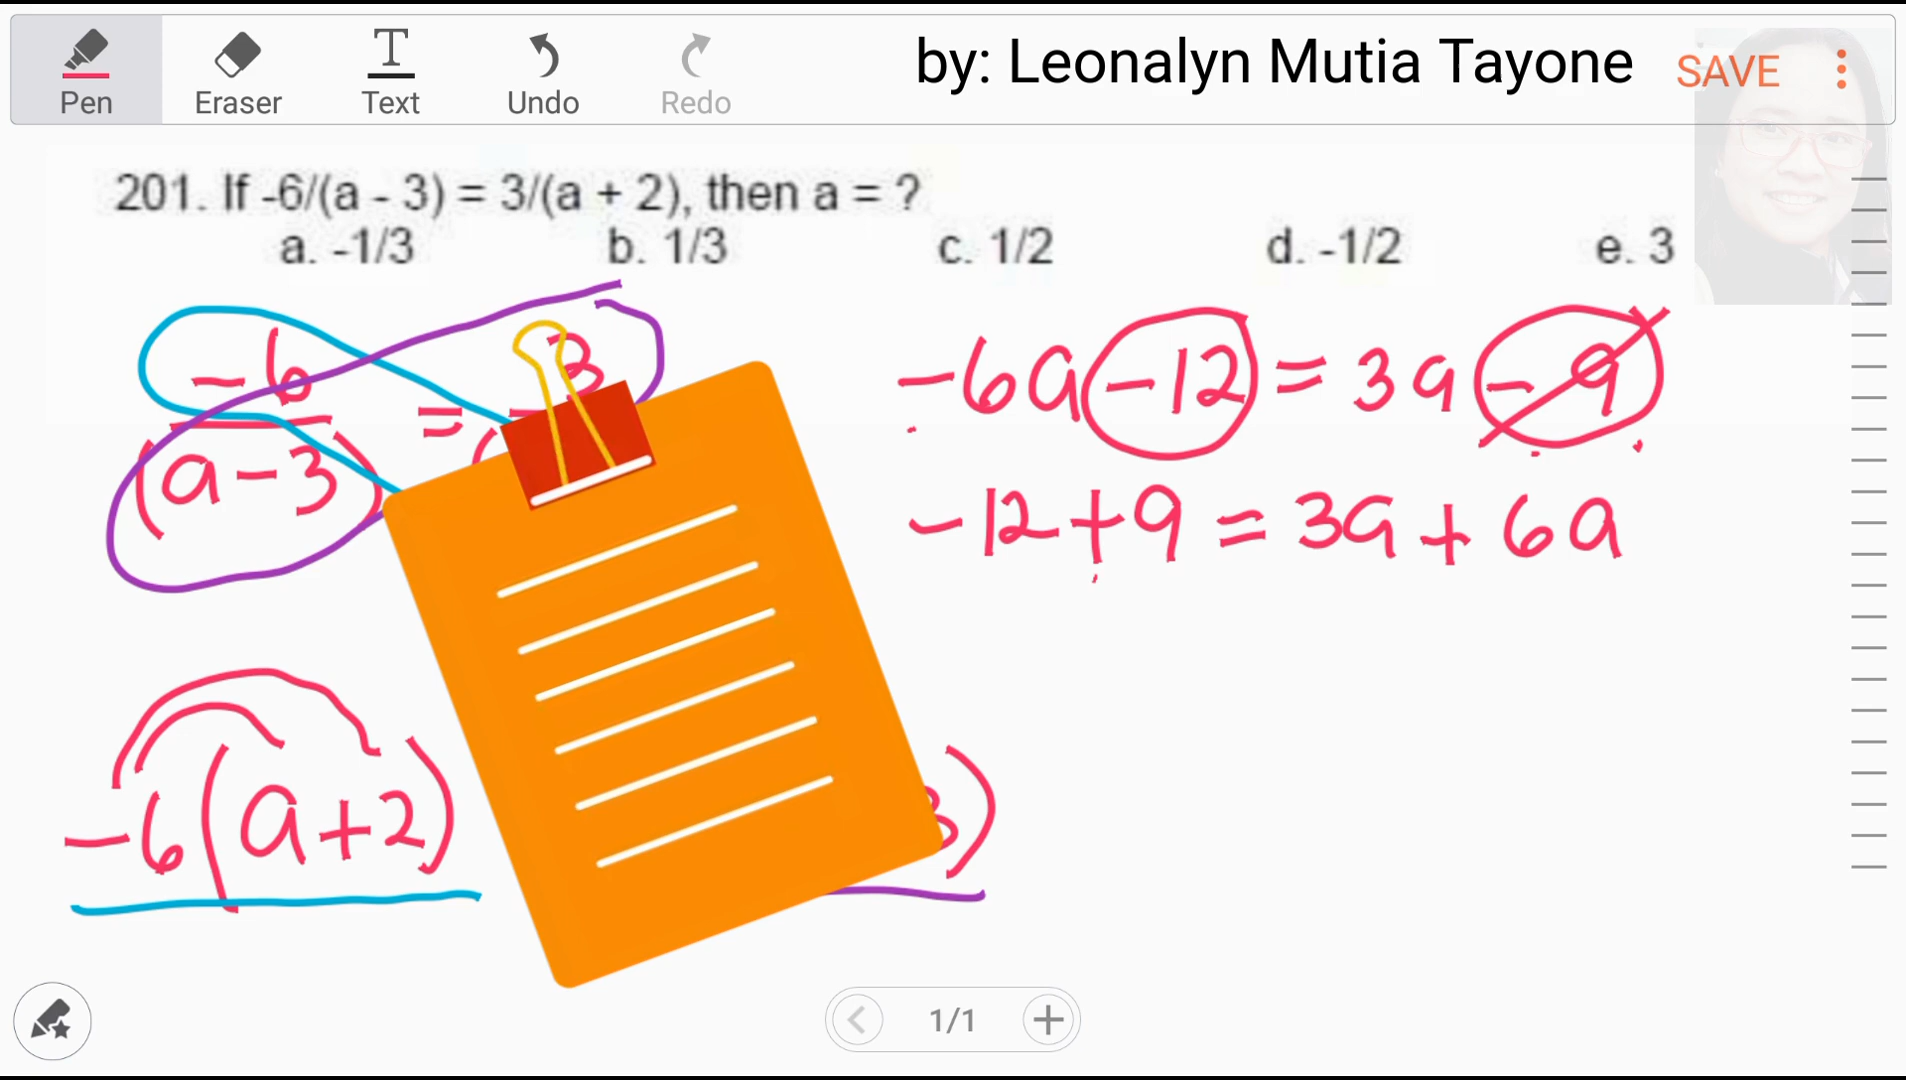 Pen Eraser Text Undo Redo by: Leonalyn Mutia Tayone SAVE
201. If -6/(a - 3) = 3/(a + 2), then a = ?
a. -1/3 b. 1/3 c. 1/2 d. -1/2 e. 3
-6
(a-3)
=
3
-6(a+2)
3)
-6a-12=3a-9
-12+9=3a+6a
1/1